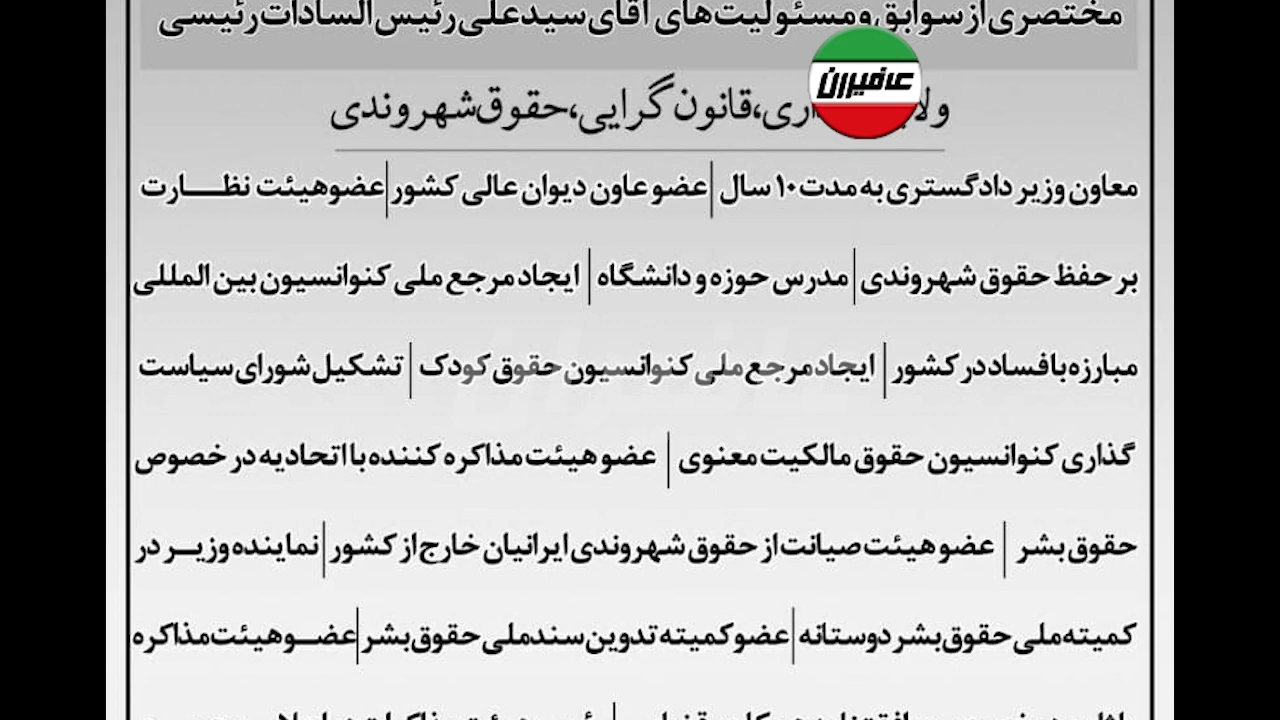 مختصری از سوابق و مسئولیت‌های آقای سیدعلی رئیس‌السادات رئیسی
عافیران
قانون گرایی، حقوق شهروندی
معاون وزیر دادگستری به مدت ۱۰ سال | عضو عاون دیوان عالی کشور | عضو هیئت نظـــارت
بر حفظ حقوق شهروندی | مدرس حوزه و دانشگاه | ایجاد مرجع ملی کنوانسیون بین المللی
مبارزه با فساد در کشور | ایجاد مرجع ملی کنوانسیون حقوق کودک | تشکیل شورای سیاست
گذاری کنوانسیون حقوق مالکیت معنوی | عضو هیئت مذاکره کننده با اتحادیه در خصوص
حقوق بشر | عضو هیئت صیانت از حقوق شهروندی ایرانیان خارج از کشور | نماینده وزیــر در
کمیته ملی حقوق بشر دوستانه | عضو کمیته تدوین سند ملی حقوق بشر | عضــو هیئت مذاکره